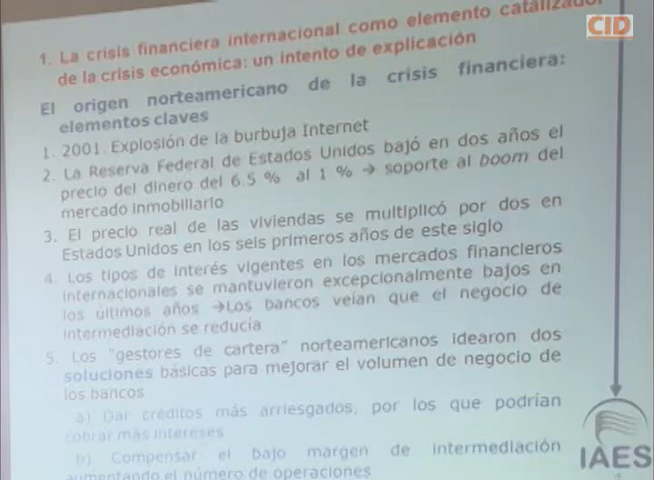 1. La crisis financiera internacional como elemento catalizador
CID
de la crisis económica: un intento de explicación
El origen norteamericano de la crisis financiera:
elementos claves
1. 2001. Explosión de la burbuja Internet
2. La Reserva Federal de Estados Unidos bajó en dos años el
precio del dinero del 6.5 % al 1 % → soporte al boom del
mercado inmobiliario
3. El precio real de las viviendas se multiplicó por dos en
Estados Unidos en los seis primeros años de este siglo
4. Los tipos de interés vigentes en los mercados financieros
internacionales se mantuvieron excepcionalmente bajos en
los últimos años →Los bancos veían que el negocio de
intermediación se reducía
5. Los "gestores de cartera" norteamericanos idearon dos
soluciones básicas para mejorar el volumen de negocio de
los bancos
a) Dar créditos más arriesgados, por los que podrían
cobrar más intereses
b) Compensar el bajo margen de intermediación
aumentando el número de operaciones
IAES
4